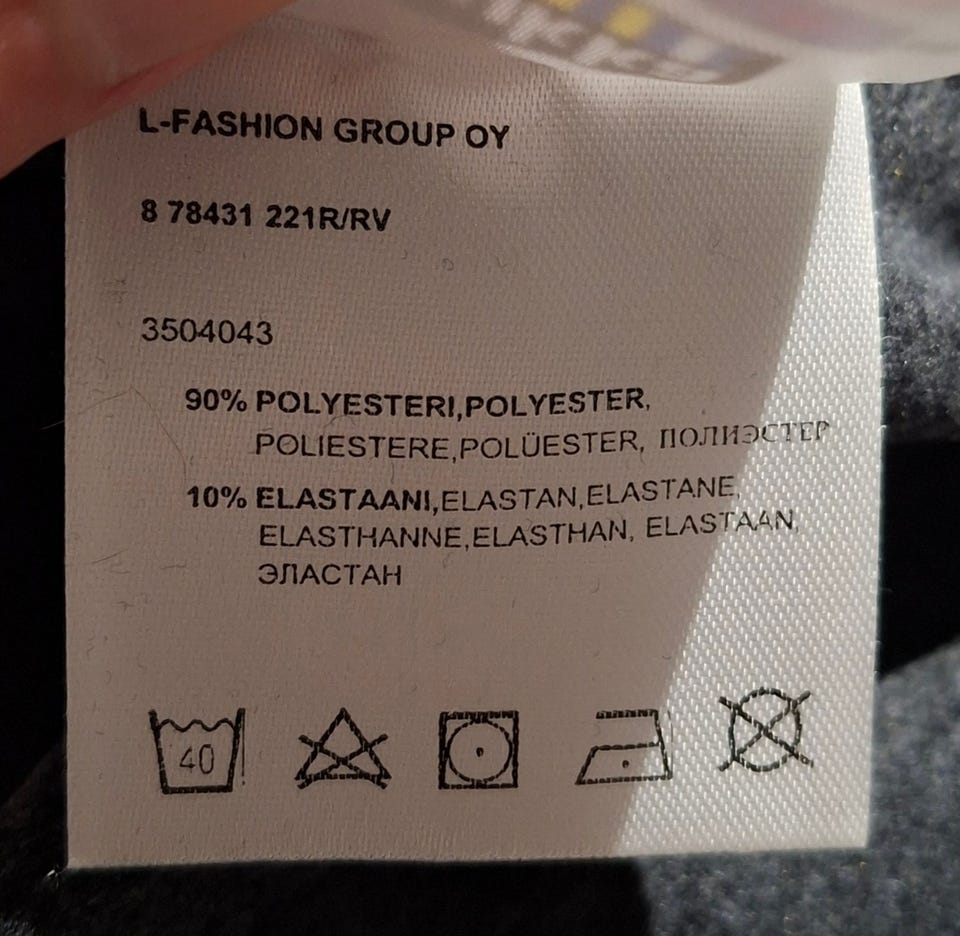 L-FASHION GROUP OY
8 78431 221R/RV
3504043
90% POLYESTERI,POLYESTER,
POLIESTERE,POLÜESTER, ПОЛИЭСТЕР
10% ELASTAANI,ELASTAN,ELASTANE,
ELASTHANNE,ELASTHAN, ELASTAAN,
ЭЛАСТАН
40